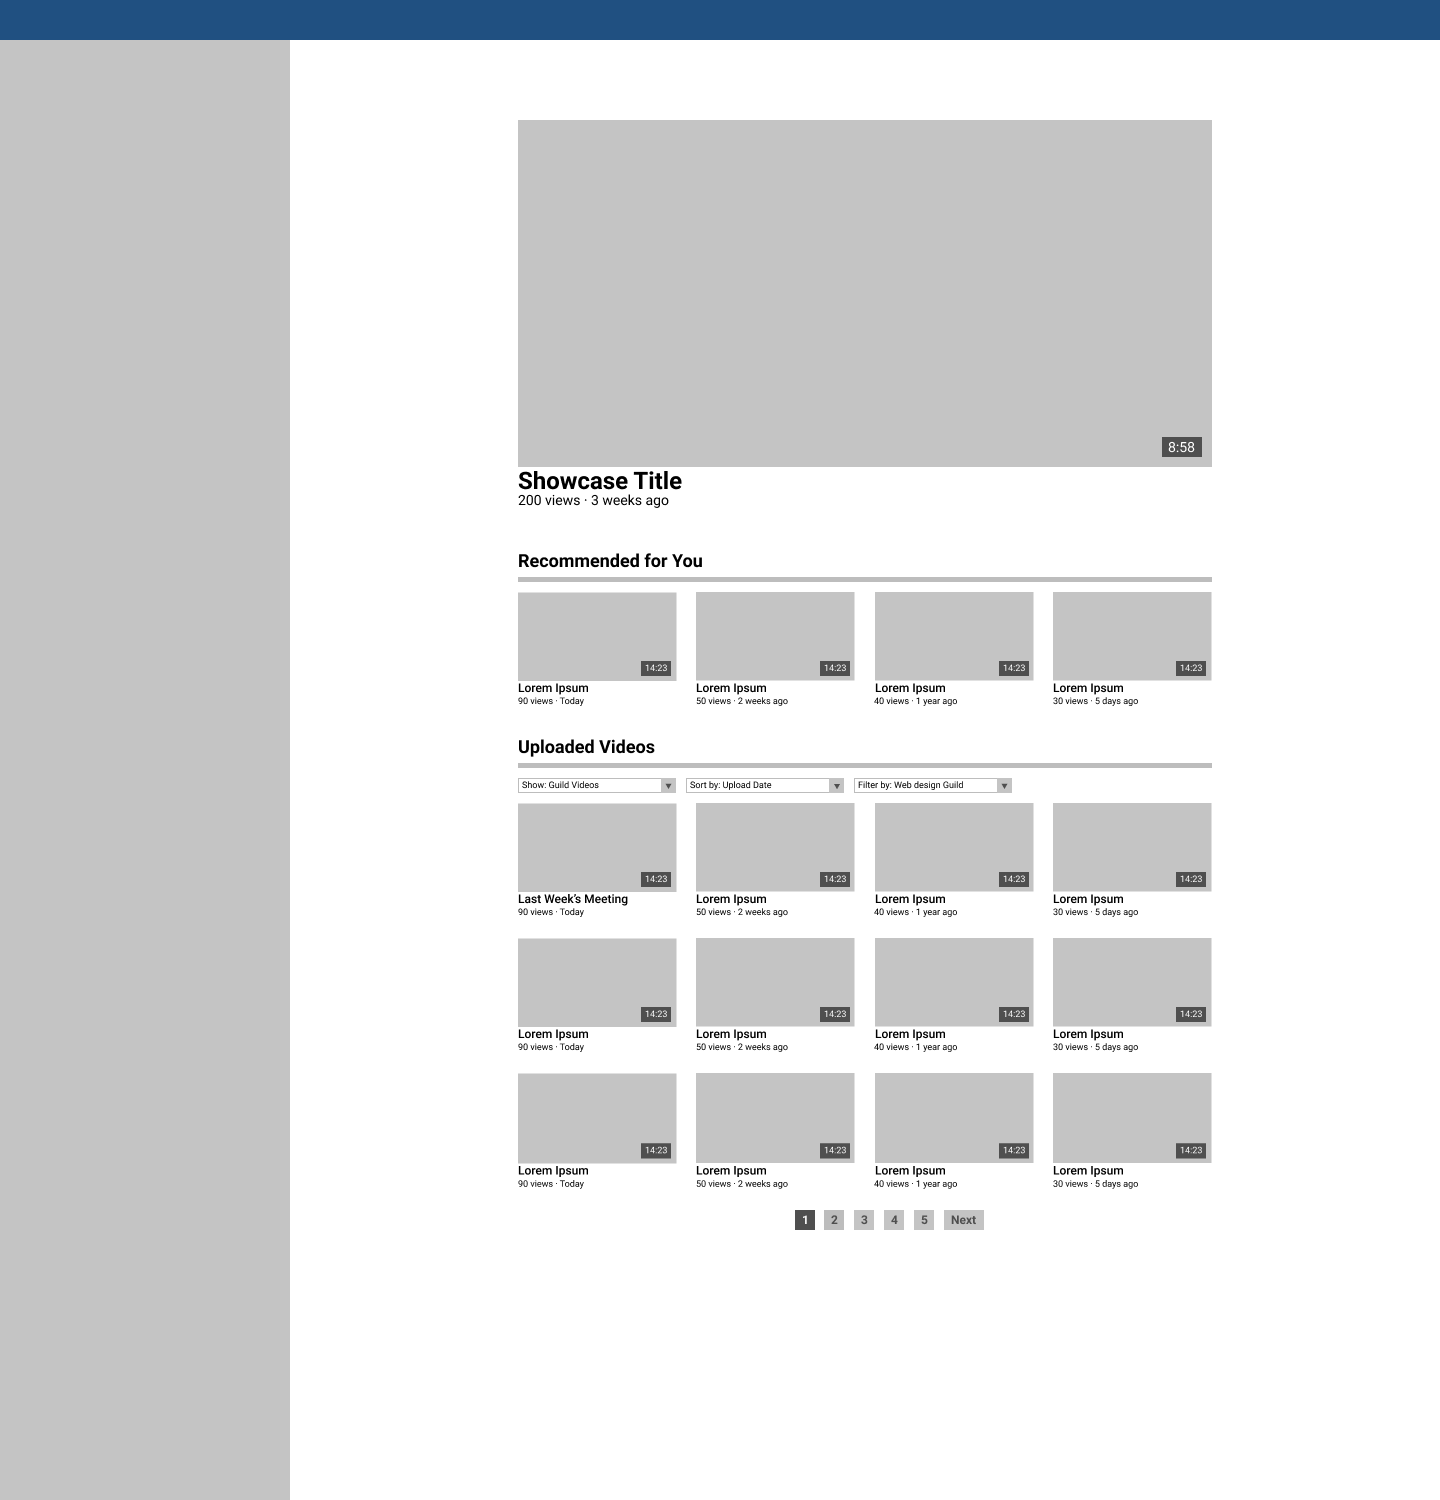 8:58
Showcase Title
200 views · 3 weeks ago
Recommended for You
14:23 14:23 14:23 14:23
Lorem Ipsum Lorem Ipsum Lorem Ipsum Lorem Ipsum
90 views · Today 50 views · 2 weeks ago 40 views · 1 year ago 30 views · 5 days ago
Uploaded Videos
Show: Guild Videos Sort by: Upload Date Filter by: Web design Guild
14:23 14:23 14:23 14:23
Last Week's Meeting Lorem Ipsum Lorem Ipsum Lorem Ipsum
90 views · Today 50 views · 2 weeks ago 40 views · 1 year ago 30 views · 5 days ago
14:23 14:23 14:23 14:23
Lorem Ipsum Lorem Ipsum Lorem Ipsum Lorem Ipsum
90 views · Today 50 views · 2 weeks ago 40 views · 1 year ago 30 views · 5 days ago
14:23 14:23 14:23 14:23
Lorem Ipsum Lorem Ipsum Lorem Ipsum Lorem Ipsum
90 views · Today 50 views · 2 weeks ago 40 views · 1 year ago 30 views · 5 days ago
1 2 3 4 5 Next